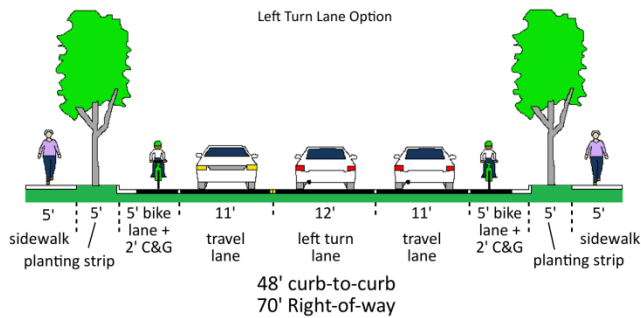 Left Turn Lane Option
5' 5' 5' bike lane + 2' C&G 11' 12' 11' 5' bike lane + 2' C&G 5' 5'
sidewalk travel lane left turn lane travel lane sidewalk
planting strip planting strip
48' curb-to-curb
70' Right-of-way